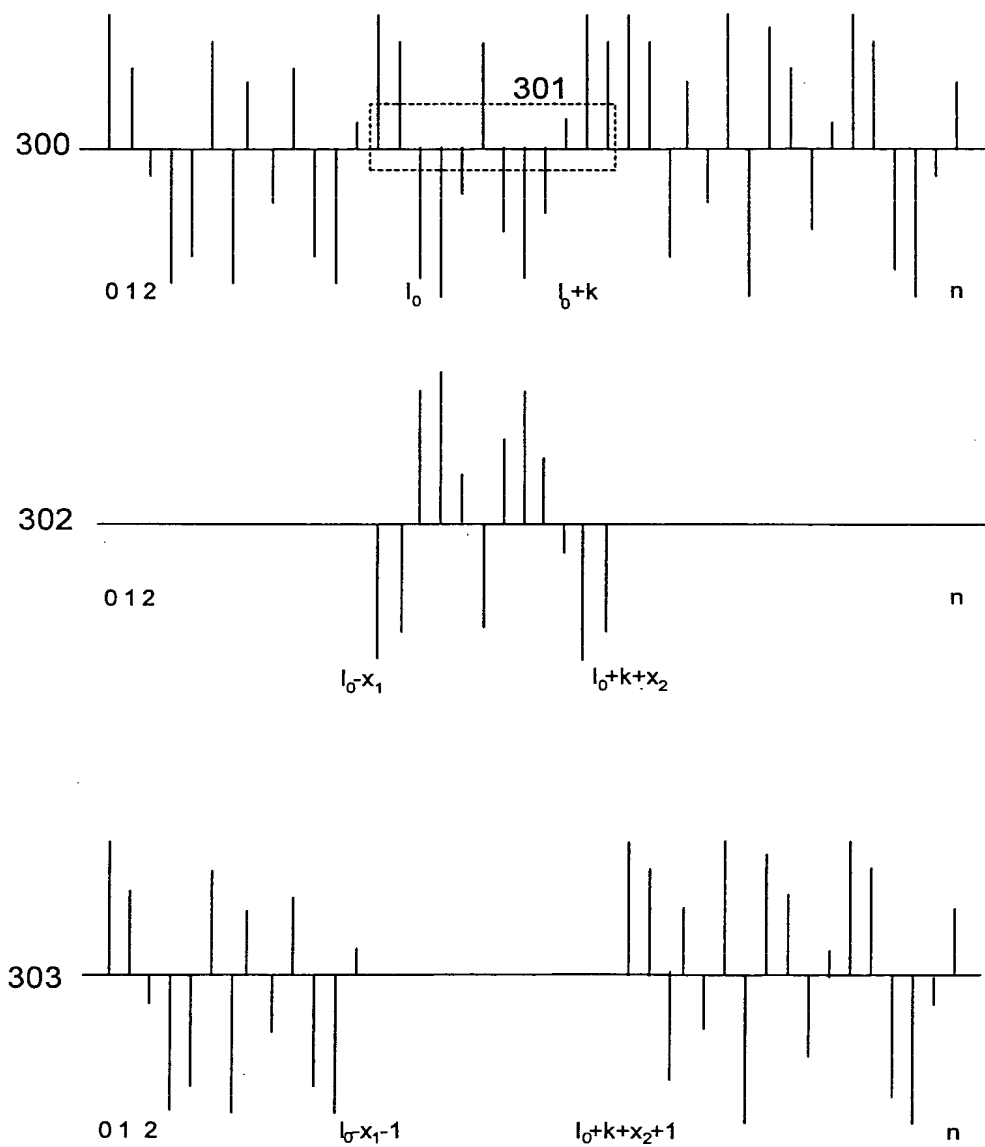 301
300
0 1 2 l₀ l₀+k n
302
0 1 2 n
l₀-x₁ l₀+k+x₂
303
0 1 2 l₀-x₁-1 l₀+k+x₂+1 n